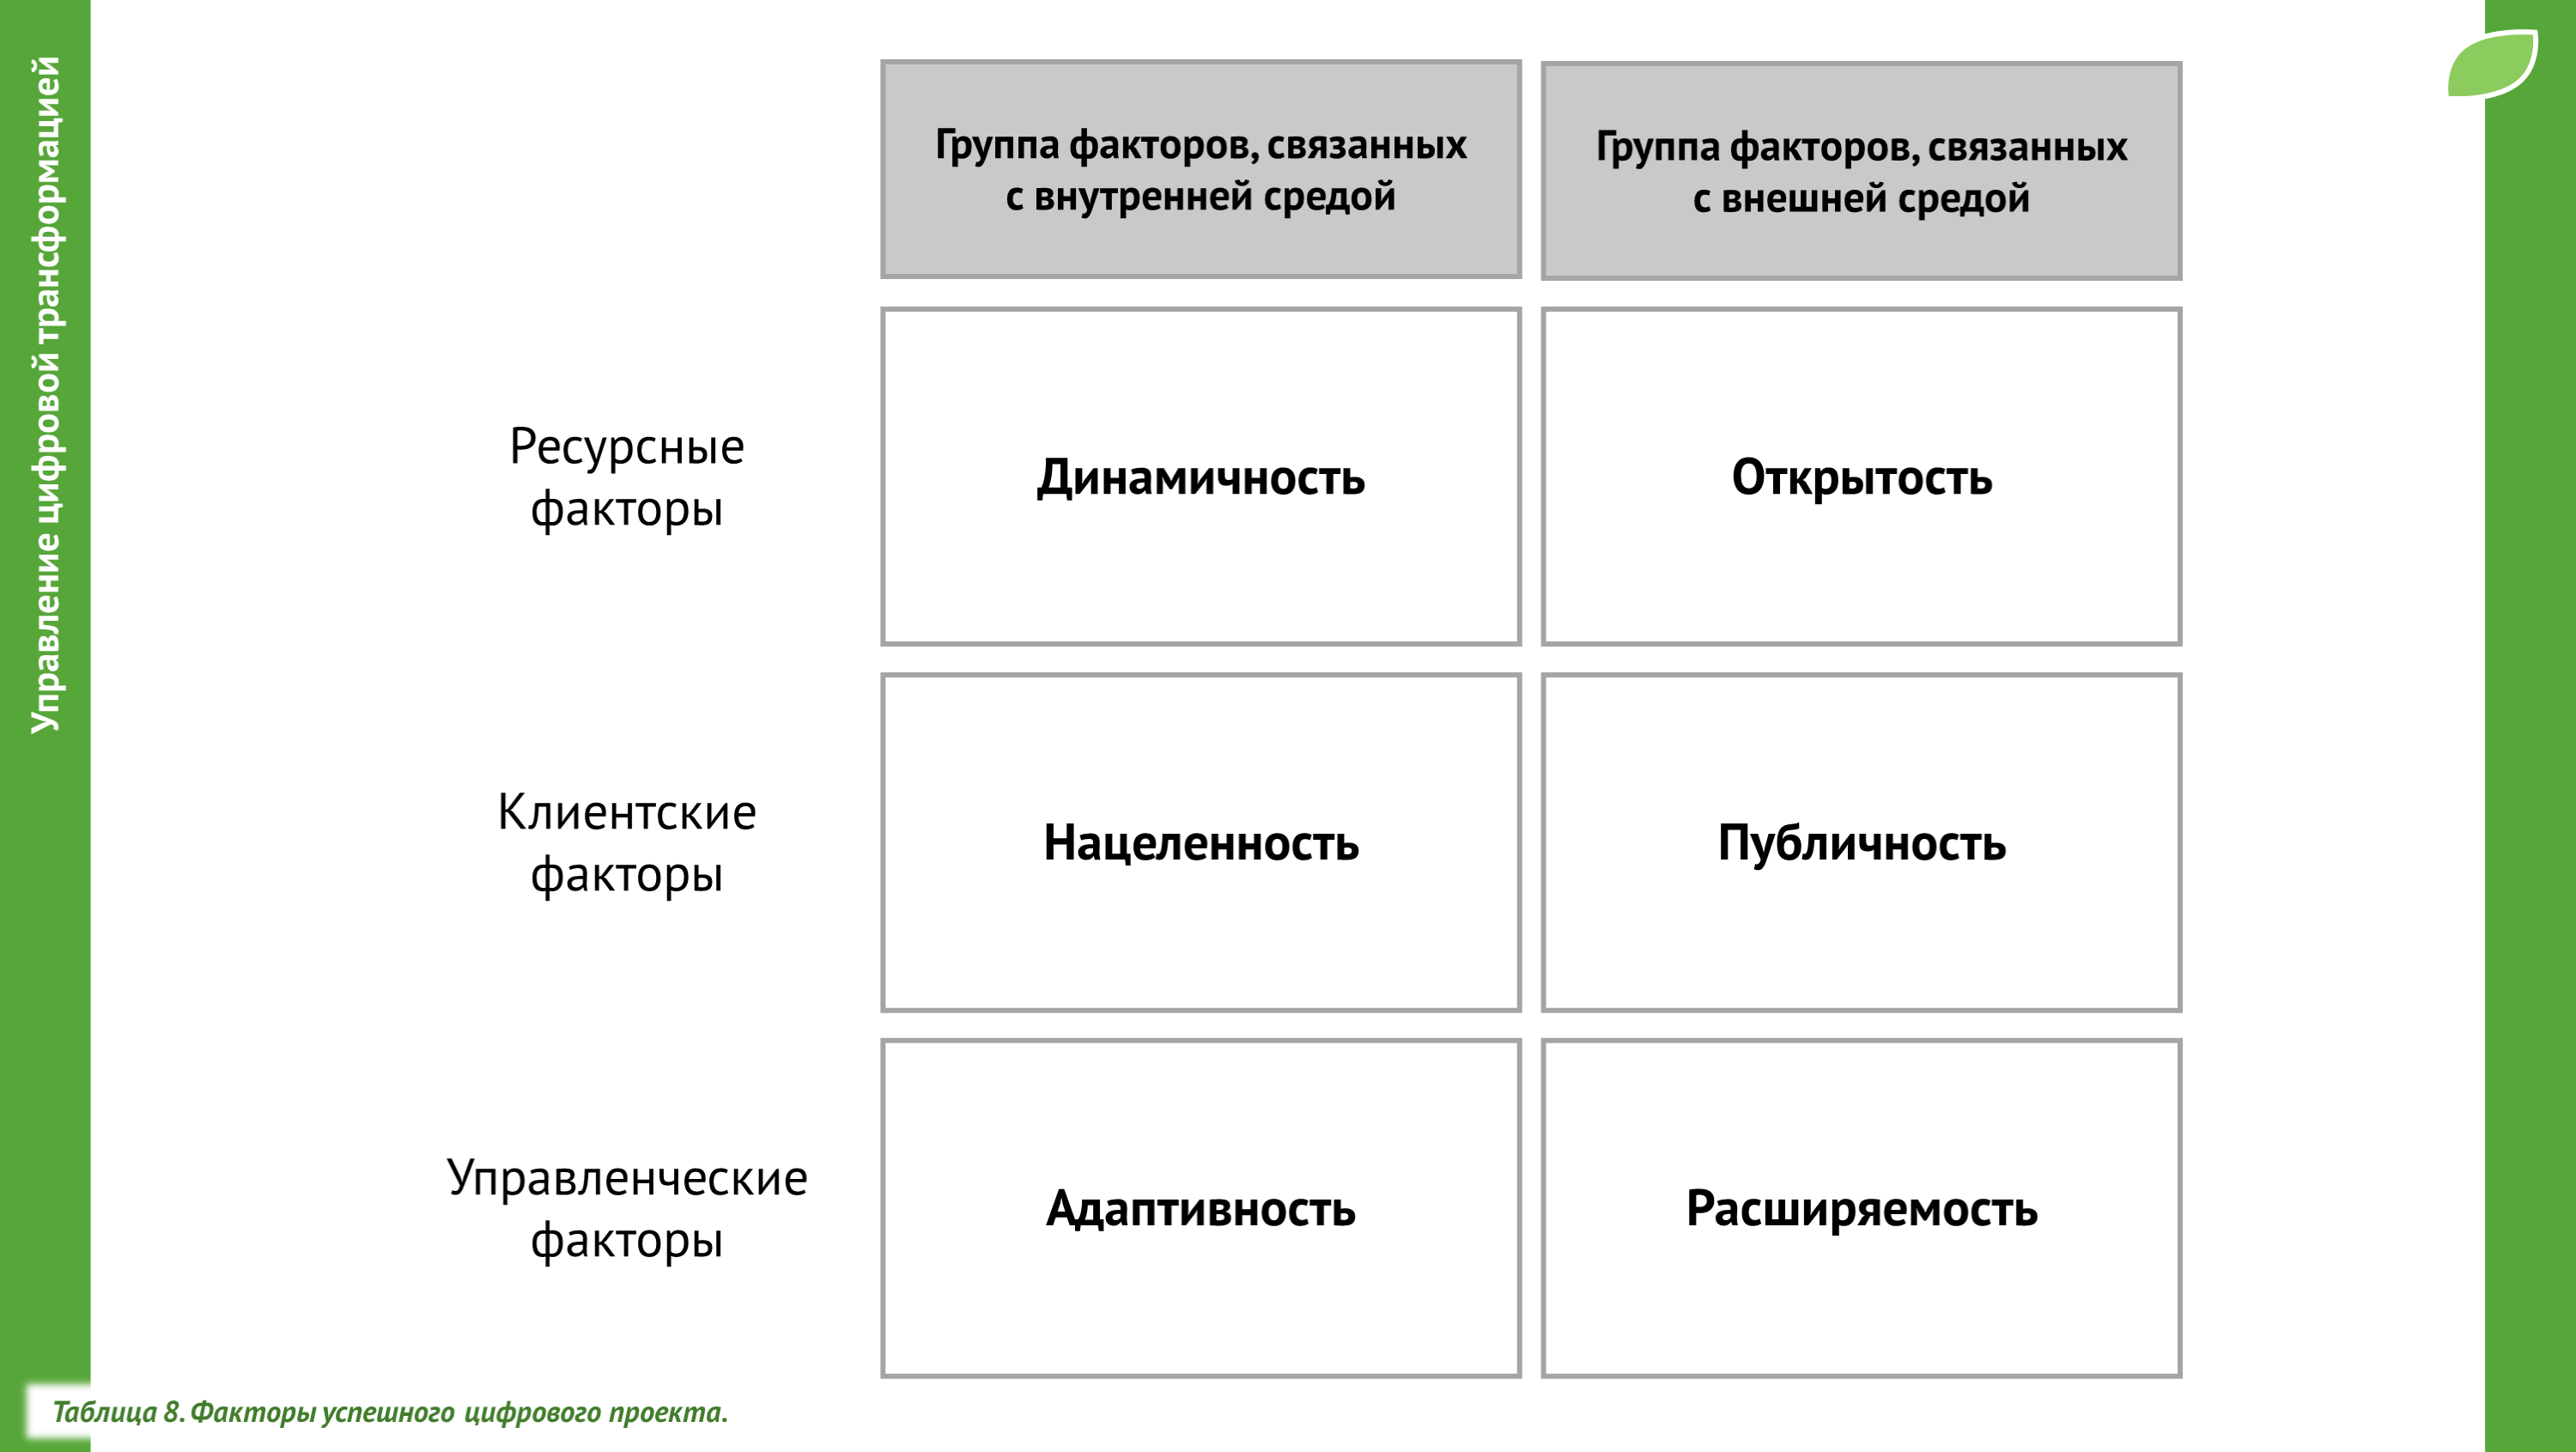 Управление цифровой трансформацией
Группа факторов, связанных
с внутренней средой
Группа факторов, связанных
с внешней средой
Ресурсные
факторы
Динамичность
Открытость
Клиентские
факторы
Нацеленность
Публичность
Управленческие
факторы
Адаптивность
Расширяемость
Таблица 8. Факторы успешного цифрового проекта.